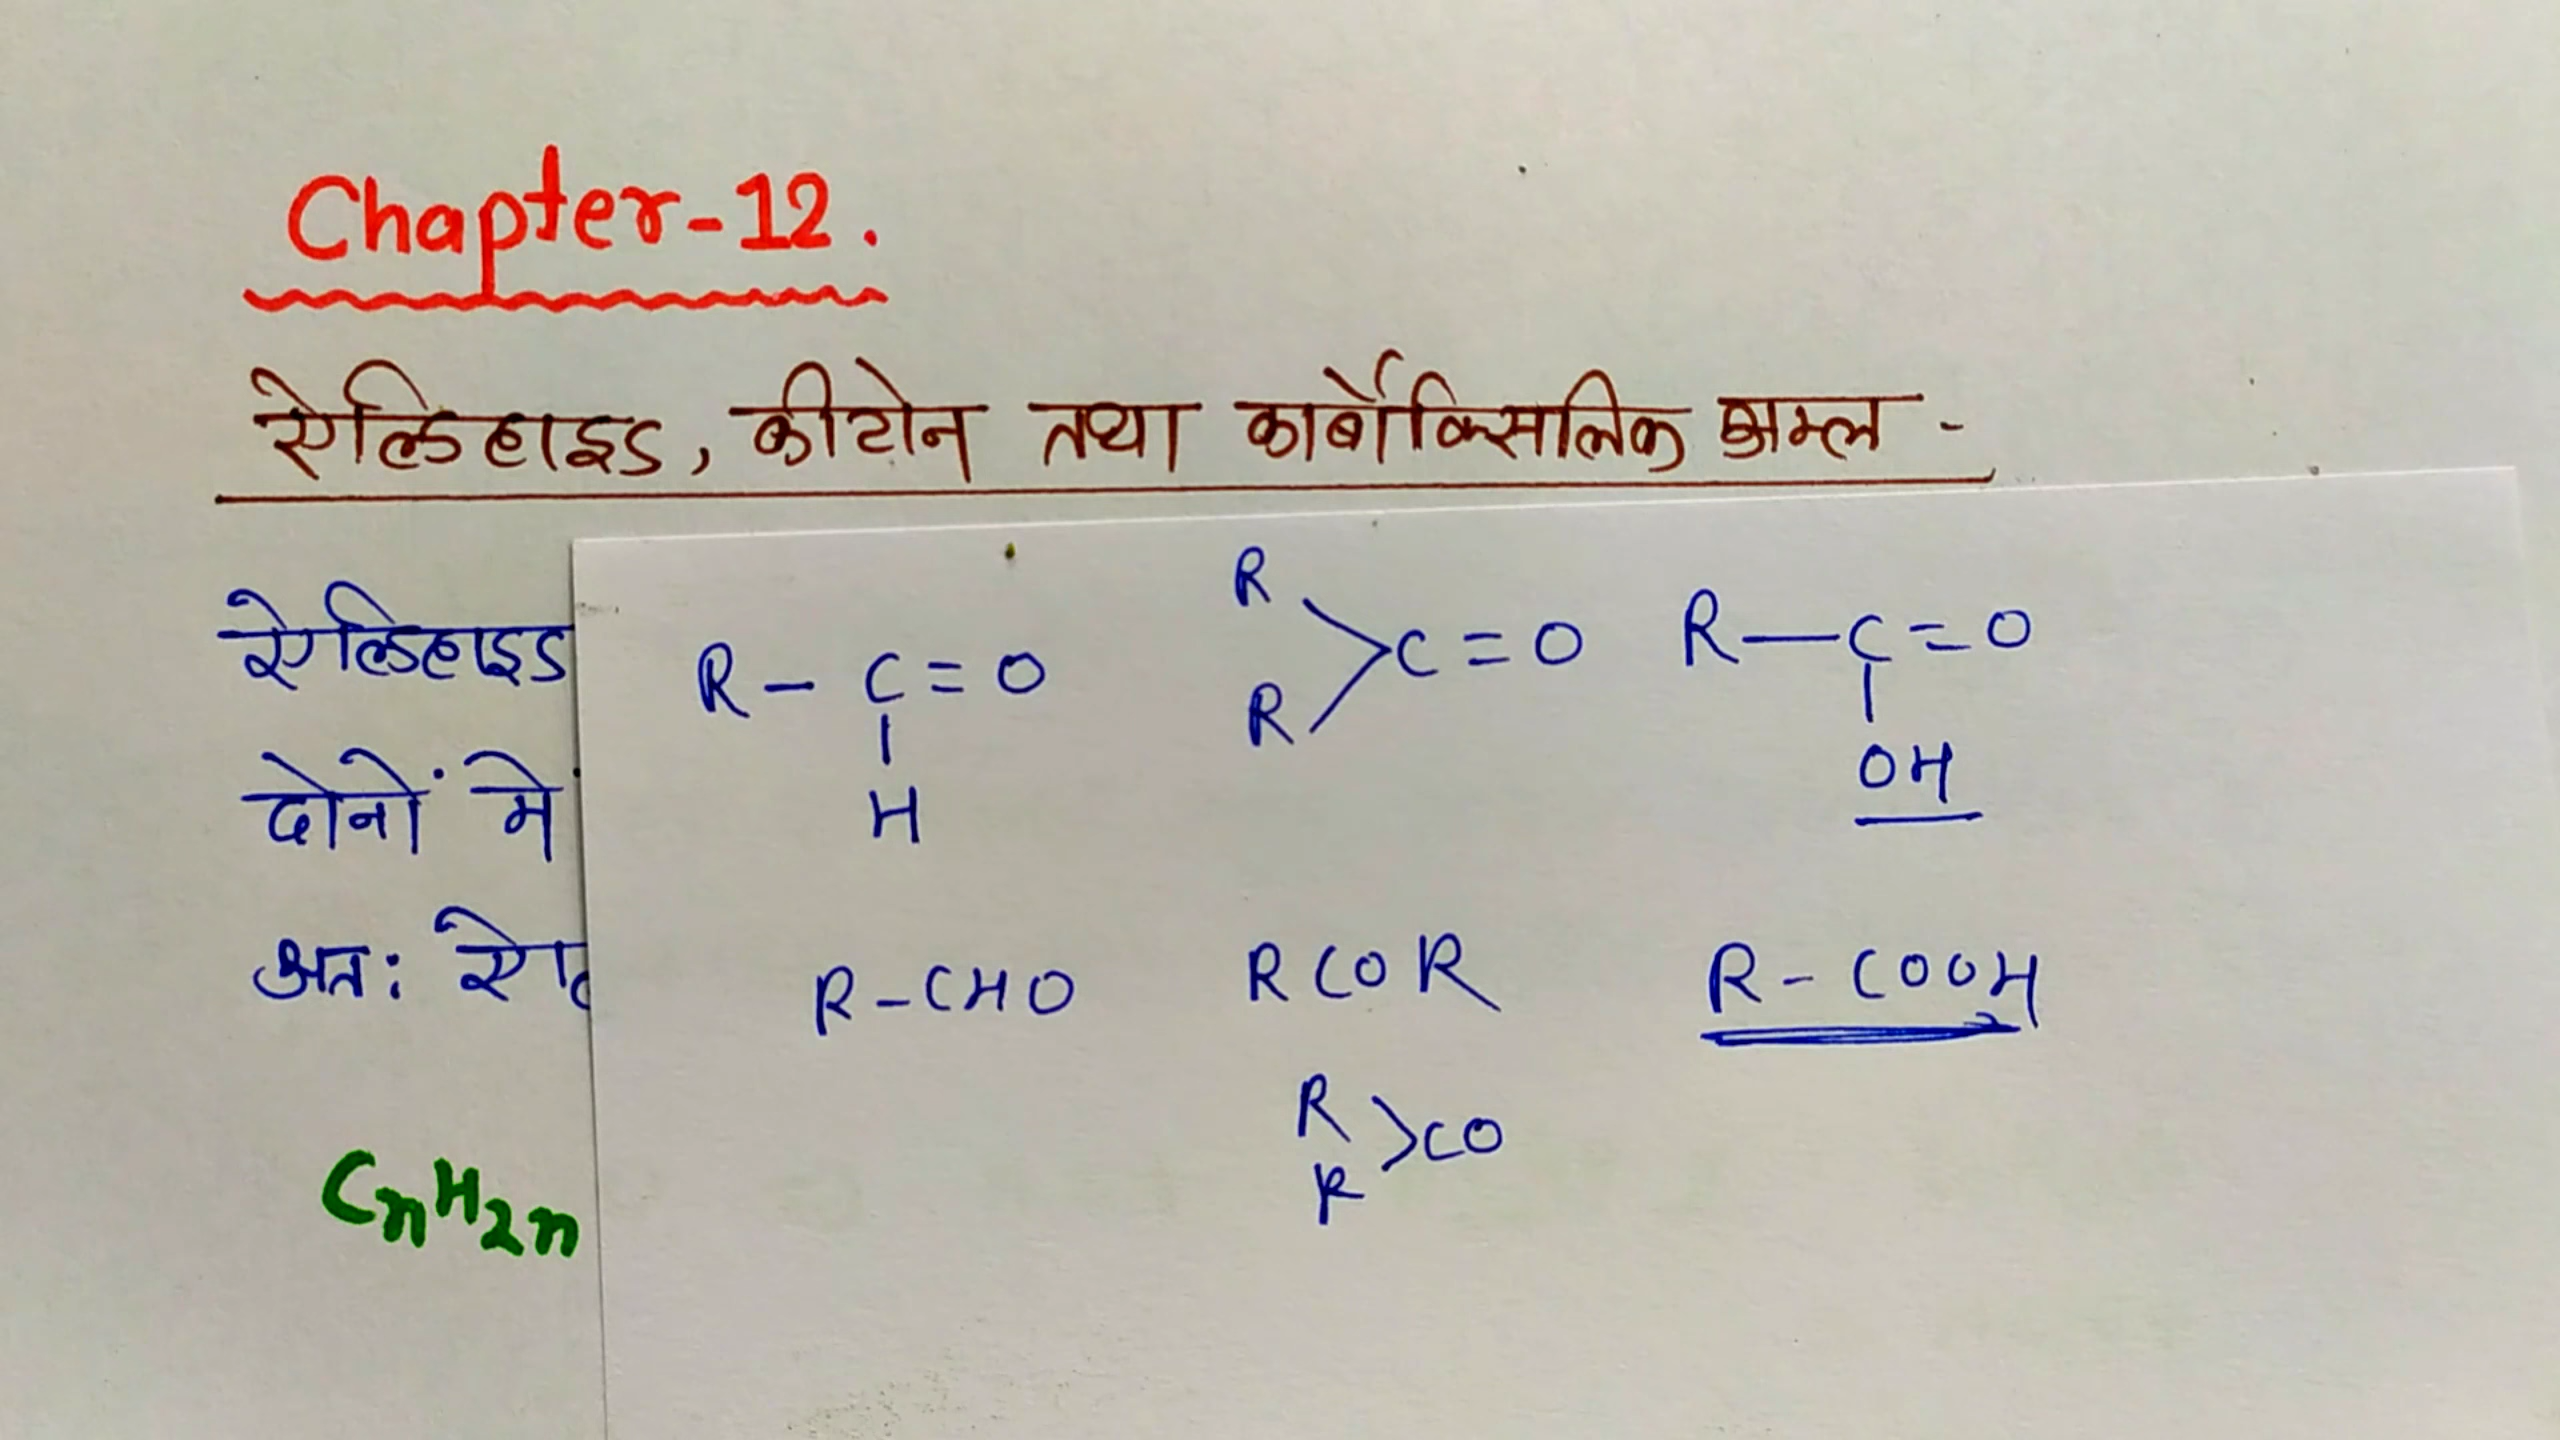 Chapter-12.
ऐल्डिहाइड, कीटोन तथा कार्बोक्सिलिक अम्ल -
ऐल्डिहाइड
दोनों में
अत:
R - C = O
H
R
R
C = O
R — C = O
OH
R - CHO
RCOR
R - COOH
R
R
>CO
CnH2n